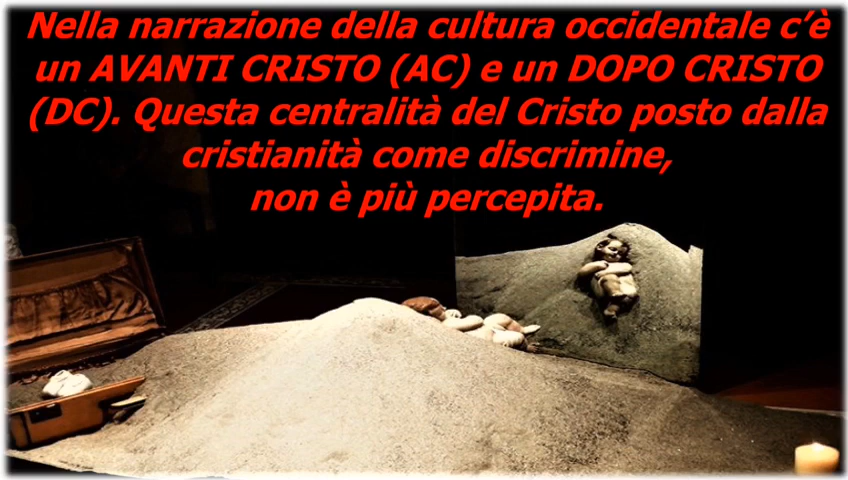 Nella narrazione della cultura occidentale c’è
un AVANTI CRISTO (AC) e un DOPO CRISTO
(DC). Questa centralità del Cristo posto dalla
cristianità come discrimine,
non è più percepita.